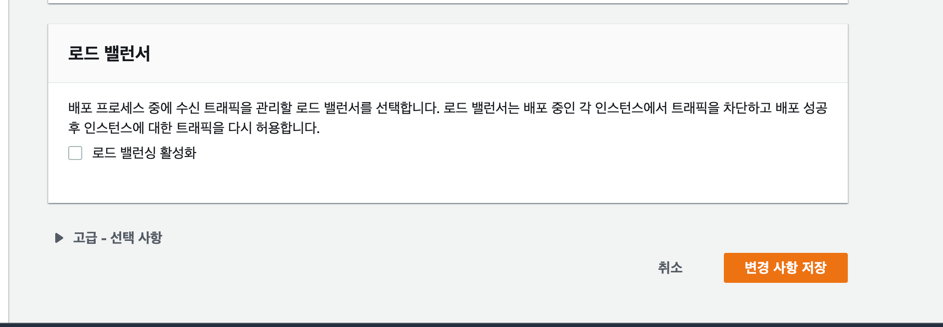 로드 밸런서
배포 프로세스 중에 수신 트래픽을 관리할 로드 밸런서를 선택합니다. 로드 밸런서는 배포 중인 각 인스턴스에서 트래픽을 차단하고 배포 성공
후 인스턴스에 대한 트래픽을 다시 허용합니다.
로드 밸런싱 활성화
고급 - 선택 사항
취소 변경 사항 저장